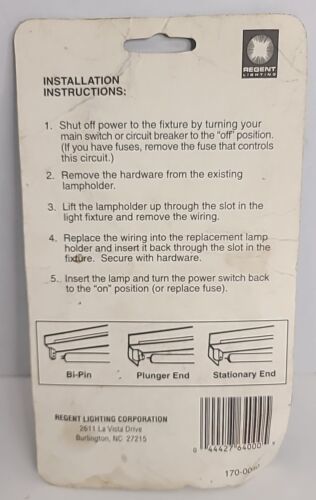 REGENT
LIGHTING
INSTALLATION
INSTRUCTIONS:
1. Shut off power to the fixture by turning your
main switch or circuit breaker to the "off" position.
(If you have fuses, remove the fuse that controls
this circuit.)
2. Remove the hardware from the existing
lampholder.
3. Lift the lampholder up through the slot in the
light fixture and remove the wiring.
4. Replace the wiring into the replacement lamp
holder and insert it back through the slot in the
fixture. Secure with hardware.
5. Insert the lamp and turn the power switch back
to the "on" position (or replace fuse).
Bi-Pin Plunger End Stationary End
REGENT LIGHTING CORPORATION
2611 La Vista Drive
Burlington, NC 27215
0 44427 64000